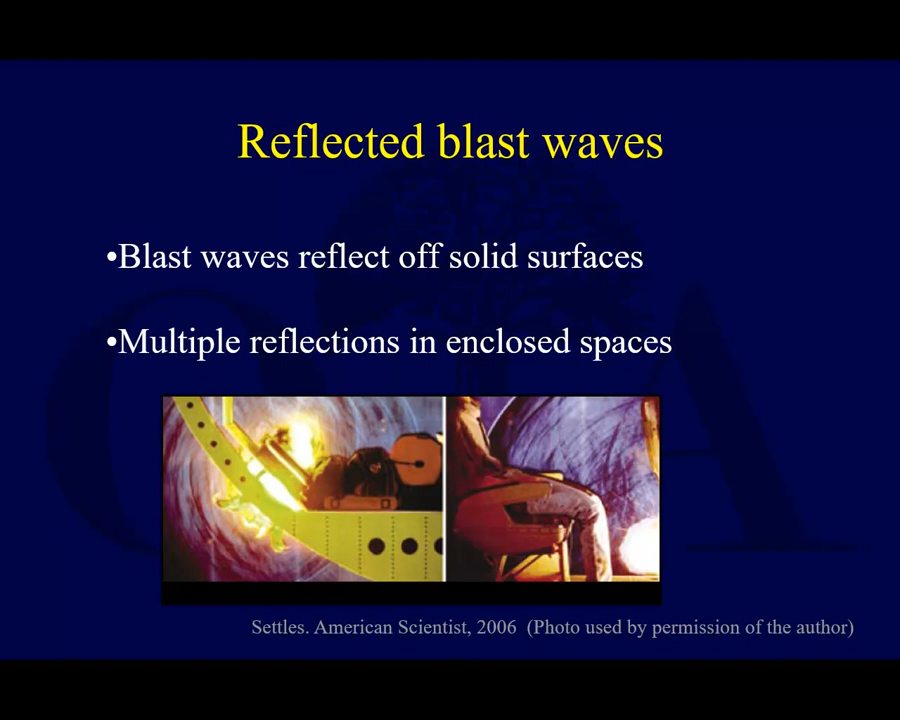 Reflected blast waves
•Blast waves reflect off solid surfaces
•Multiple reflections in enclosed spaces
Settles. American Scientist, 2006 (Photo used by permission of the author)
OTA